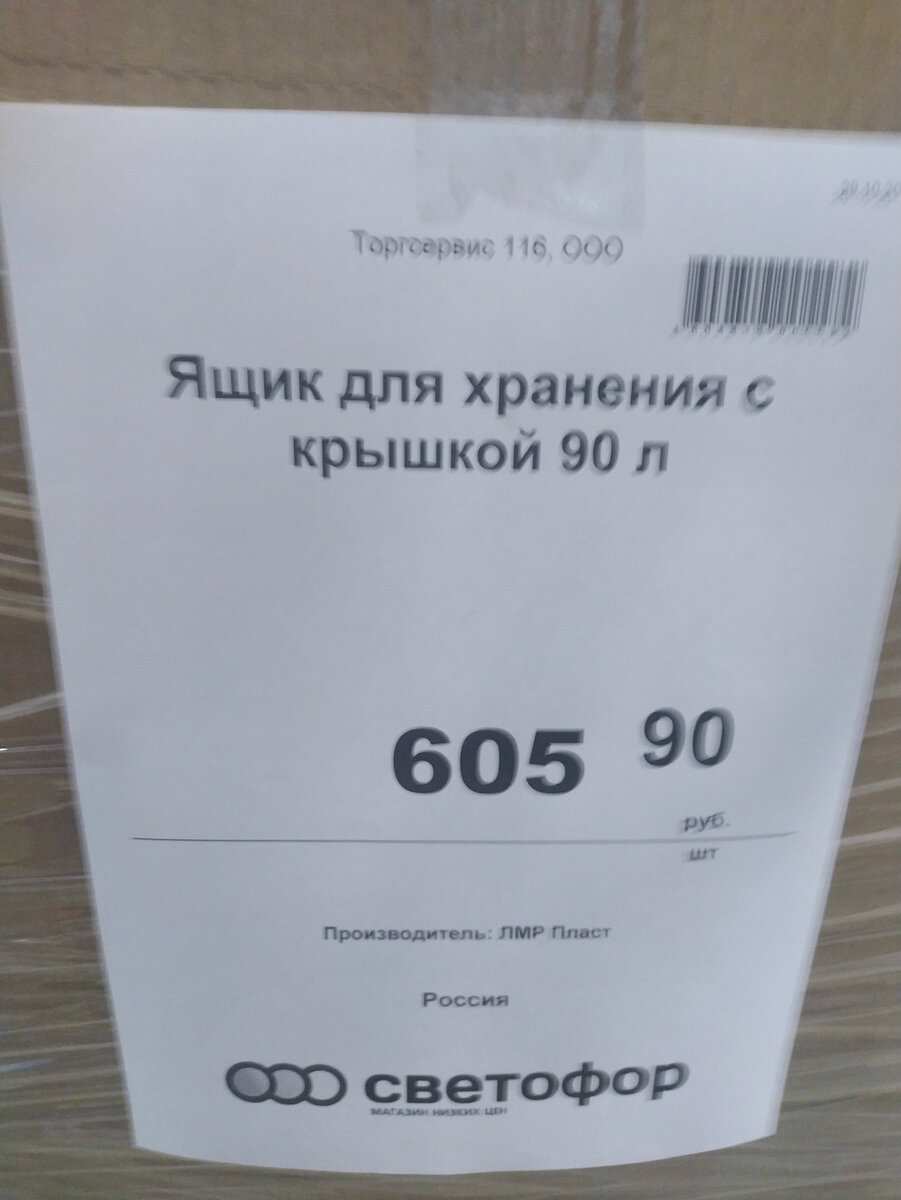 Торгсервис 116, ООО
Ящик для хранения с
крышкой 90 л
605 90
руб.
шт
Производитель: ЛМР Пласт
Россия
светофор
МАГАЗИН НИЗКИХ ЦЕН